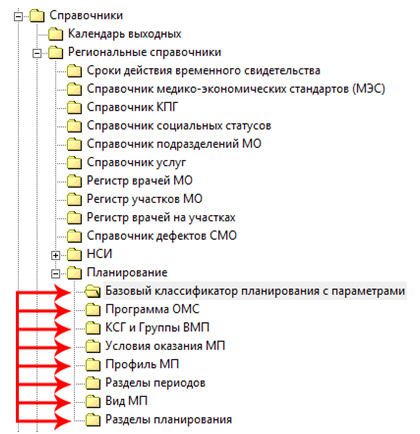 Справочники
Календарь выходных
Региональные справочники
Сроки действия временного свидетельства
Справочник медико-экономических стандартов (МЭС)
Справочник КПГ
Справочник социальных статусов
Справочник подразделений МО
Справочник услуг
Регистр врачей МО
Регистр участков МО
Регистр врачей на участках
Справочник дефектов СМО
НСИ
Планирование
Базовый классификатор планирования с параметрами
Программа ОМС
КСГ и Группы ВМП
Условия оказания МП
Профиль МП
Разделы периодов
Вид МП
Разделы планирования